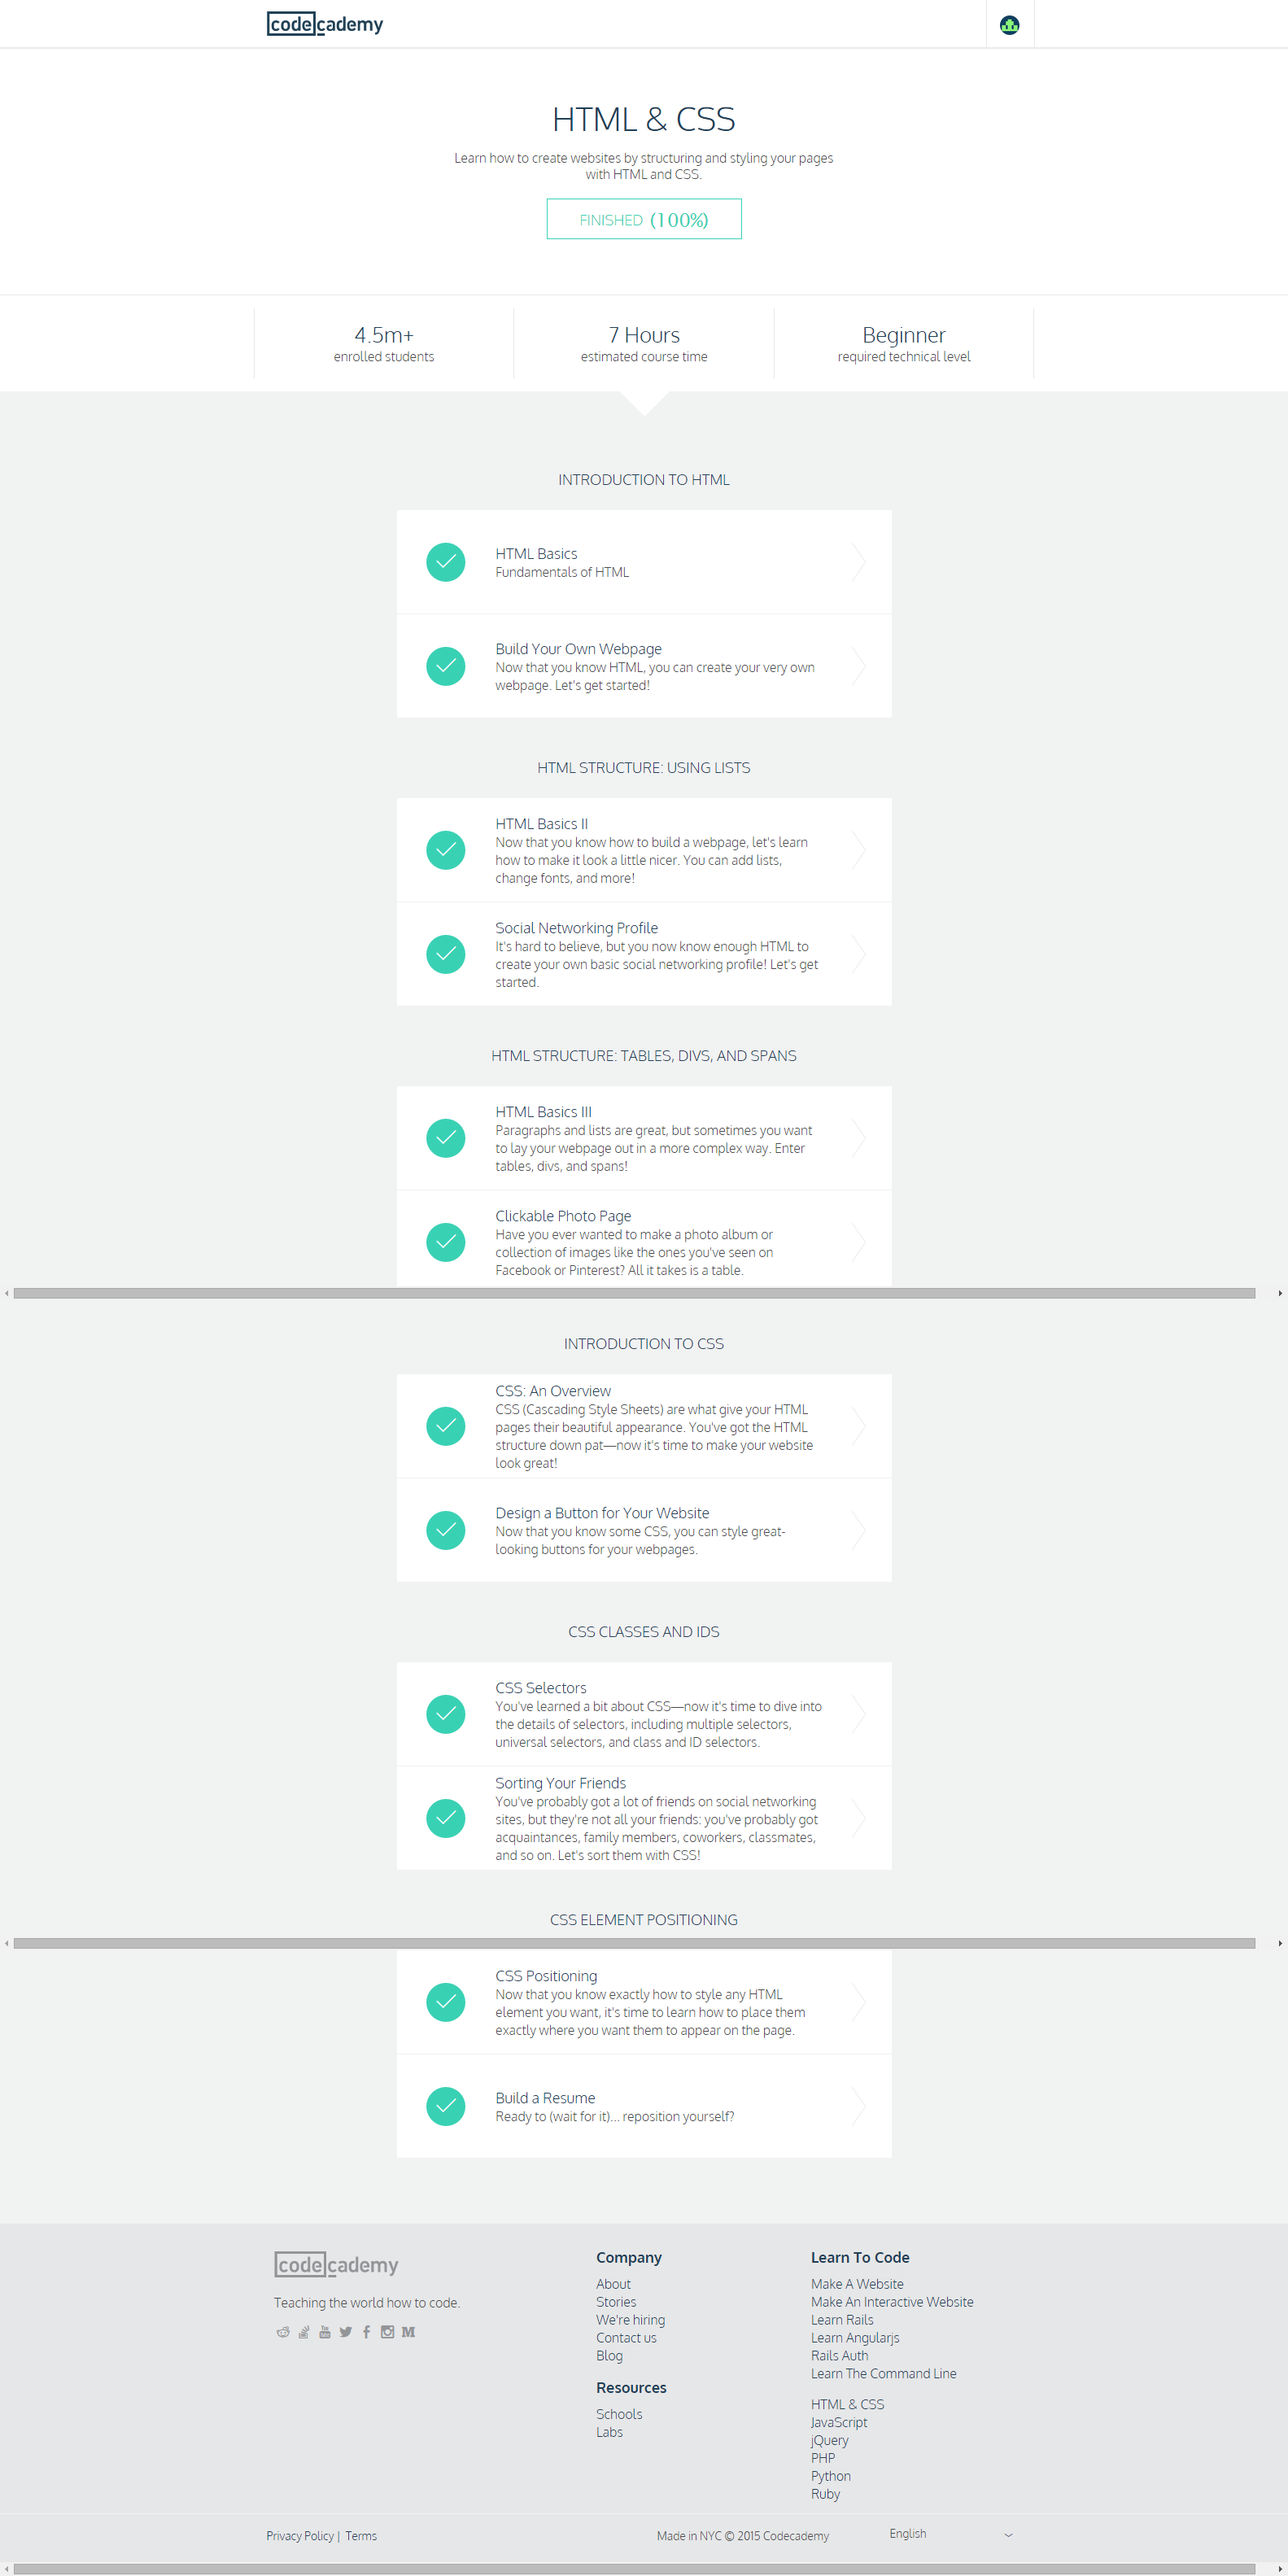 codecademy
HTML & CSS
Learn how to create websites by structuring and styling your pages
with HTML and CSS.
FINISHED (100%)
4.5m+
enrolled students
7 Hours
estimated course time
Beginner
required technical level
INTRODUCTION TO HTML
HTML Basics
Fundamentals of HTML
Build Your Own Webpage
Now that you know HTML, you can create your very own
webpage. Let's get started!
HTML STRUCTURE: USING LISTS
HTML Basics II
Now that you know how to build a webpage, let's learn
how to make it look a little nicer. You can add lists,
change fonts, and more!
Social Networking Profile
It's hard to believe, but you now know enough HTML to
create your own basic social networking profile! Let's get
started.
HTML STRUCTURE: TABLES, DIVS, AND SPANS
HTML Basics III
Paragraphs and lists are great, but sometimes you want
to lay your webpage out in a more complex way. Enter
tables, divs, and spans!
Clickable Photo Page
Have you ever wanted to make a photo album or
collection of images like the ones you've seen on
Facebook or Pinterest? All it takes is a table.
INTRODUCTION TO CSS
CSS: An Overview
CSS (Cascading Style Sheets) are what give your HTML
pages their beautiful appearance. You've got the HTML
structure down pat—now it's time to make your website
look great!
Design a Button for Your Website
Now that you know some CSS, you can style great-
looking buttons for your webpages.
CSS CLASSES AND IDS
CSS Selectors
You've learned a bit about CSS—now it's time to dive into
the details of selectors, including multiple selectors,
universal selectors, and class and ID selectors.
Sorting Your Friends
You've probably got a lot of friends on social networking
sites, but they're not all your friends: you've probably got
acquaintances, family members, coworkers, classmates,
and so on. Let's sort them with CSS!
CSS ELEMENT POSITIONING
CSS Positioning
Now that you know exactly how to style any HTML
element you want, it's time to learn how to place them
exactly where you want them to appear on the page.
Build a Resume
Ready to (wait for it)... reposition yourself?
codecademy
Teaching the world how to code.
Company
About
Stories
We're hiring
Contact us
Blog
Resources
Schools
Labs
Learn To Code
Make A Website
Make An Interactive Website
Learn Rails
Learn Angularjs
Rails Auth
Learn The Command Line
HTML & CSS
JavaScript
jQuery
PHP
Python
Ruby
Privacy Policy | Terms
Made in NYC © 2015 Codecademy
English